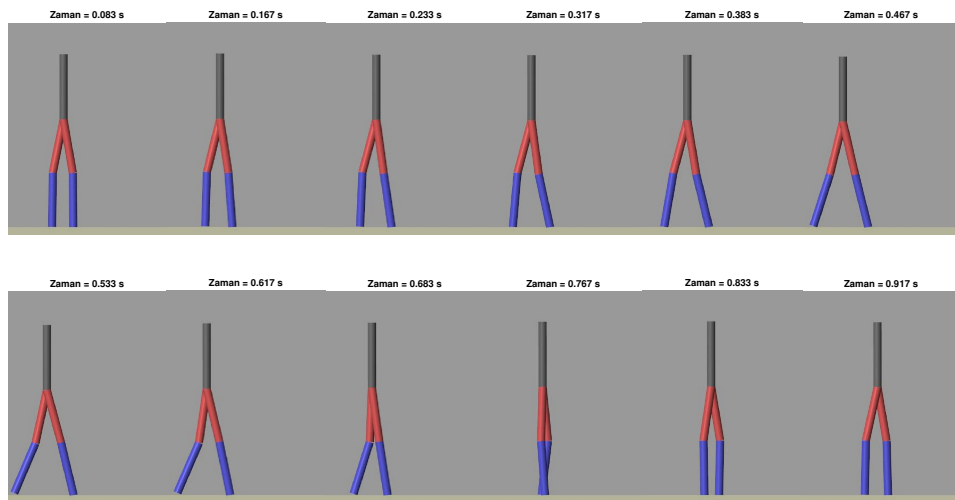 Zaman = 0.083 s
Zaman = 0.167 s
Zaman = 0.233 s
Zaman = 0.317 s
Zaman = 0.383 s
Zaman = 0.467 s
Zaman = 0.533 s
Zaman = 0.617 s
Zaman = 0.683 s
Zaman = 0.767 s
Zaman = 0.833 s
Zaman = 0.917 s